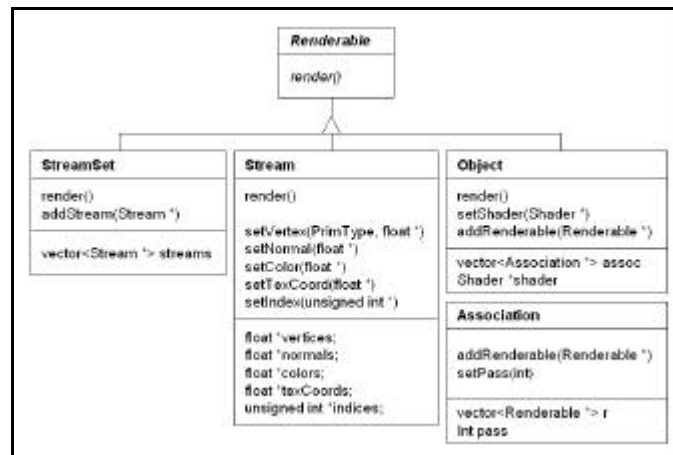 Renderable
render()
StreamSet
render()
addStream(Stream *)
vector<Stream *> streams
Stream
render()
setVertex(PrimType, float *)
setNormal(float *)
setColor(float *)
setTexCoord(float *)
setIndex(unsigned int *)
float *vertices;
float *normals;
float *colors;
float *texCoords;
unsigned int *indices;
Object
render()
setShader(Shader *)
addRenderable(Renderable *)
vector<Association *> assoc
Shader *shader
Association
addRenderable(Renderable *)
setPass(int)
vector<Renderable *> r
Int pass